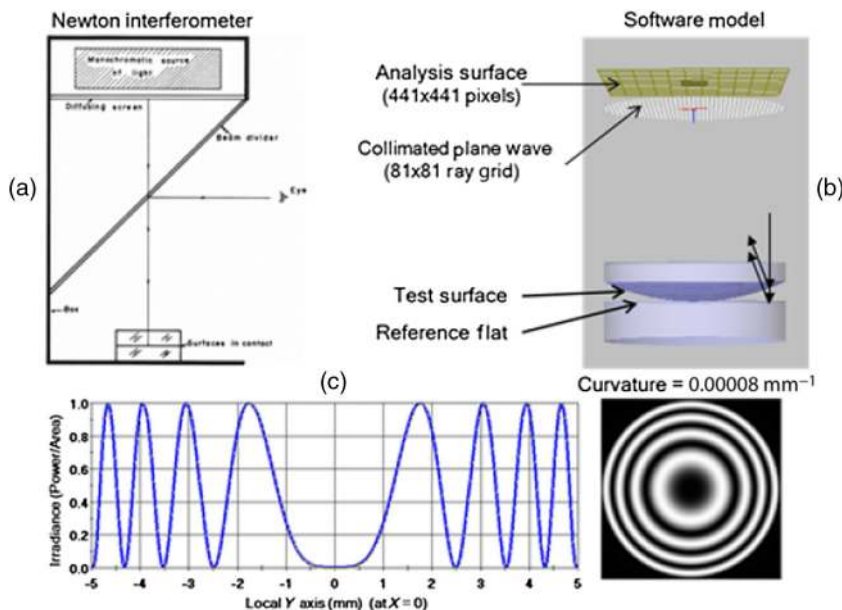 Newton interferometer
Monochromatic source
of light
Diffusing screen
Beam divider
Eye
Box
Surfaces in contact
(a)
Software model
Analysis surface
(441x441 pixels)
Collimated plane wave
(81x81 ray grid)
(b)
Test surface
Reference flat
(c)
Curvature = 0.00008 mm⁻¹
Irradiance (Power/Area)
1.0
0.8
0.6
0.4
0.2
0.0
-5 -4 -3 -2 -1 0 1 2 3 4 5
Local Y axis (mm) (at X = 0)